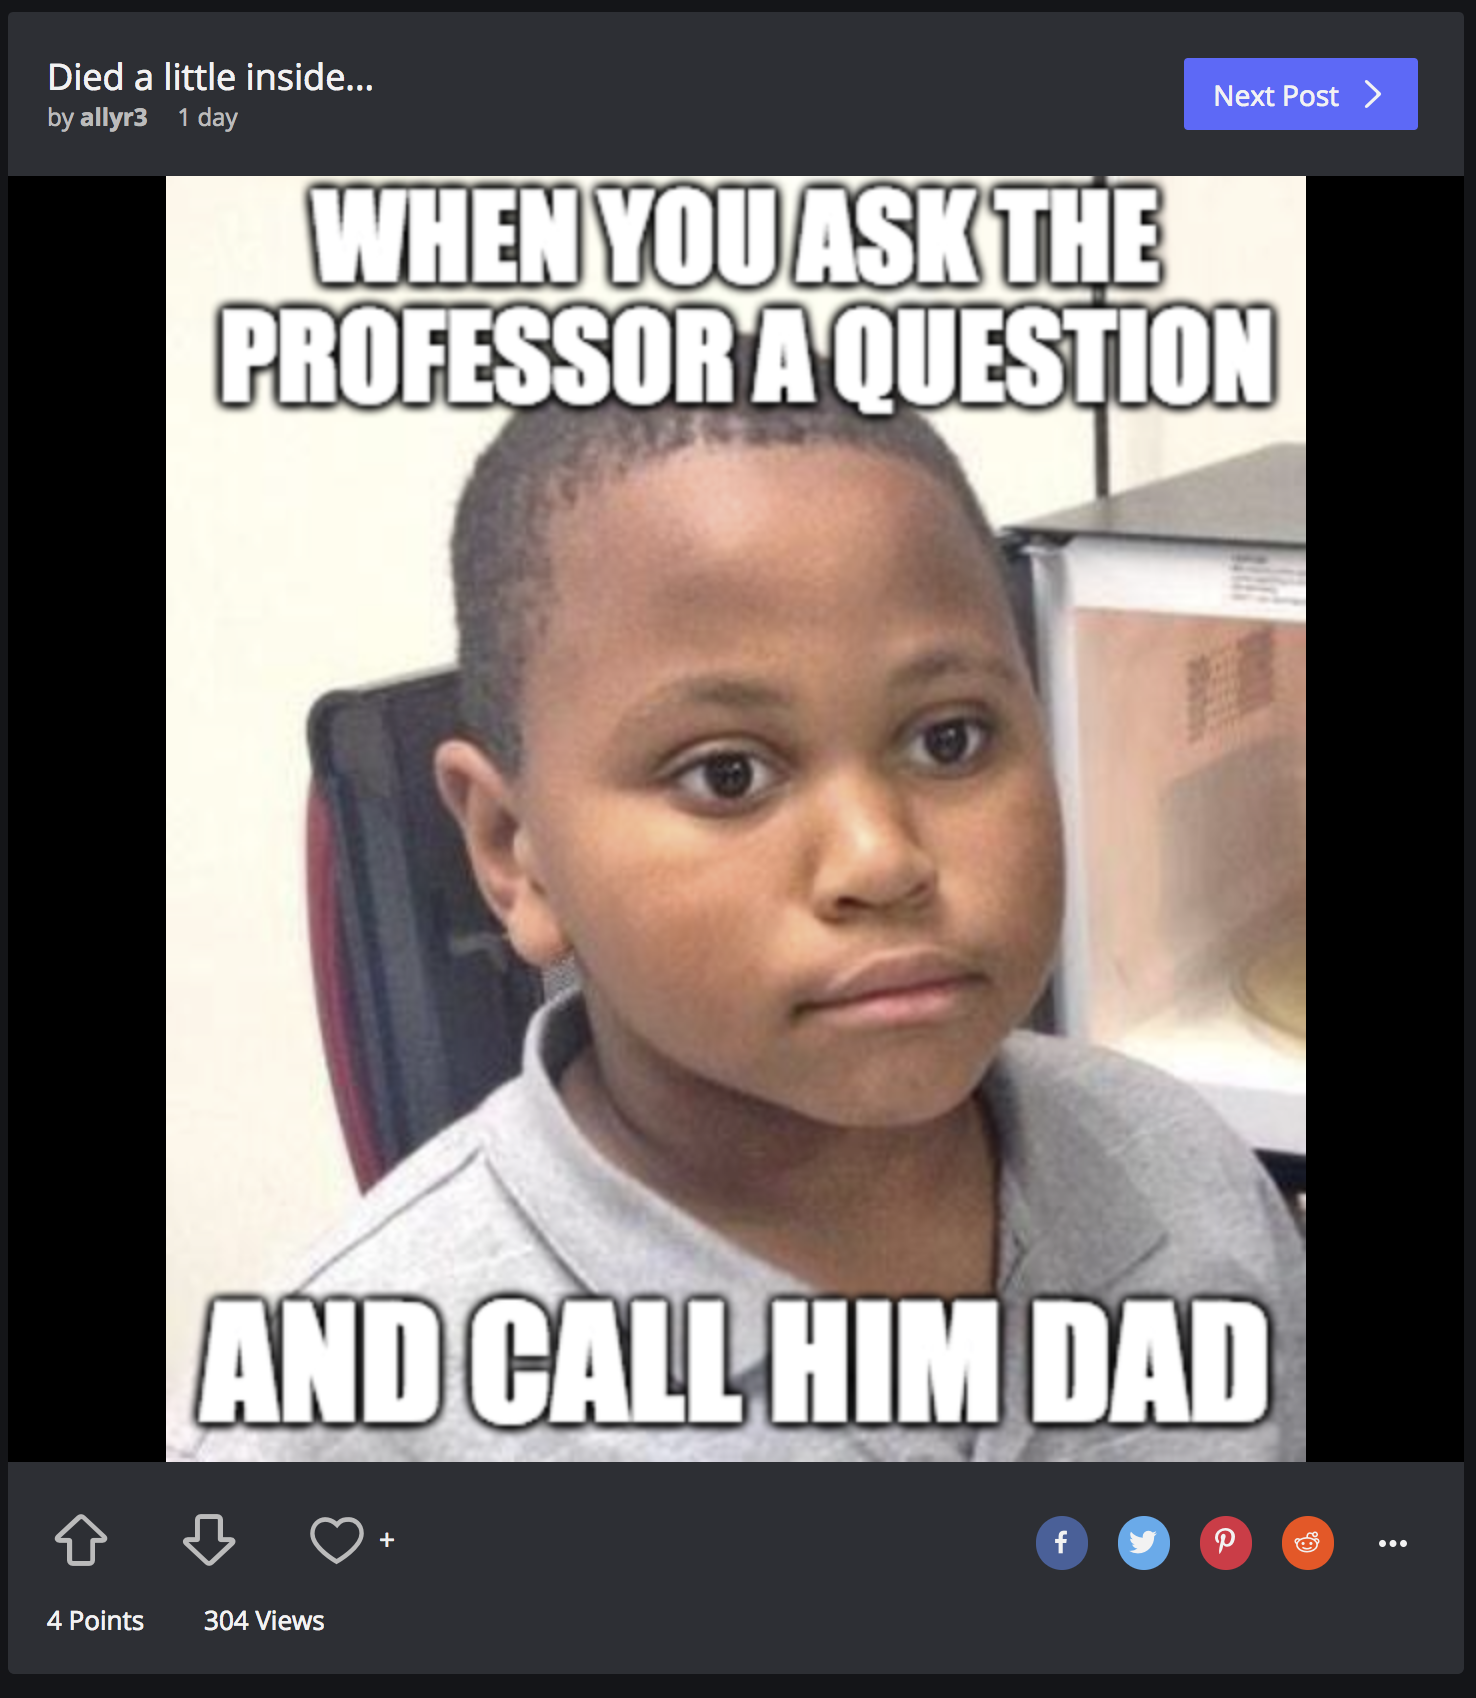 Died a little inside...
by allyr3 1 day
Next Post
WHEN YOU ASK THE
PROFESSOR A QUESTION
AND CALL HIM DAD
+
4 Points 304 Views